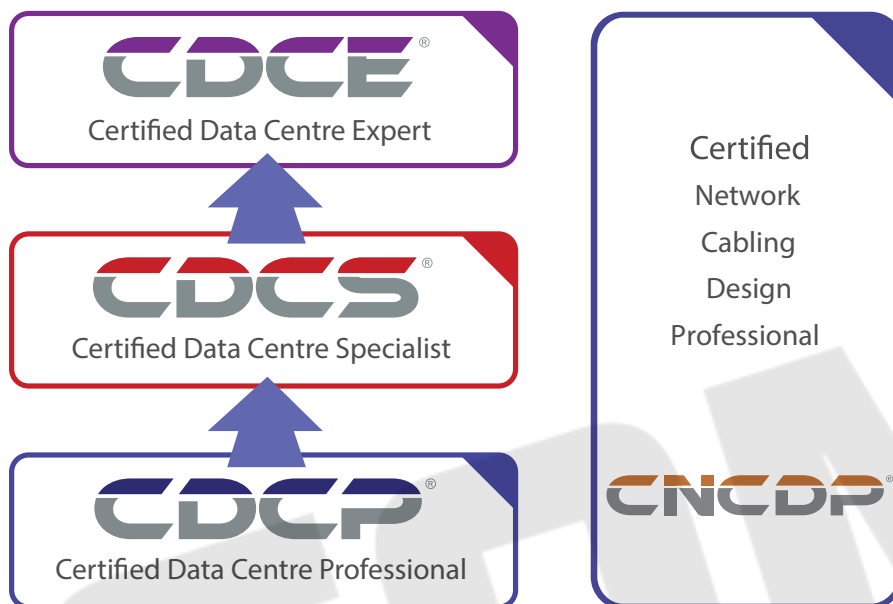 CDCE®
Certified Data Centre Expert
CDCS®
Certified Data Centre Specialist
CDCP®
Certified Data Centre Professional
Certified
Network
Cabling
Design
Professional
CNCDP®